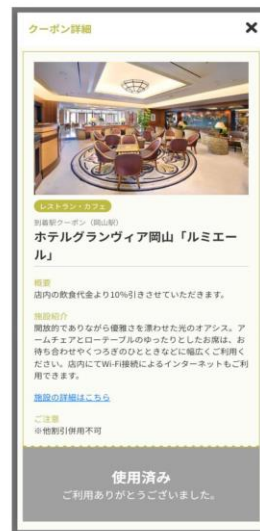 クーポン詳細
レストラン・カフェ
到着駅クーポン（岡山駅）
ホテルグランヴィア岡山「ルミエー
ル」
概要
店内の飲食代金より10%引きさせていただきます。
施設紹介
開放的でありながら優雅さを漂わせた光のオアシス。ア
ームチェアとローテーブルのゆったりとしたお席は、お
待ち合わせやくつろぎのひとときなどに幅広くご利用く
ださい。店内にてWi-Fi接続によるインターネットもご利
用できます。
施設の詳細はこちら
ご注意
※他割引併用不可
使用済み
ご利用ありがとうございました。